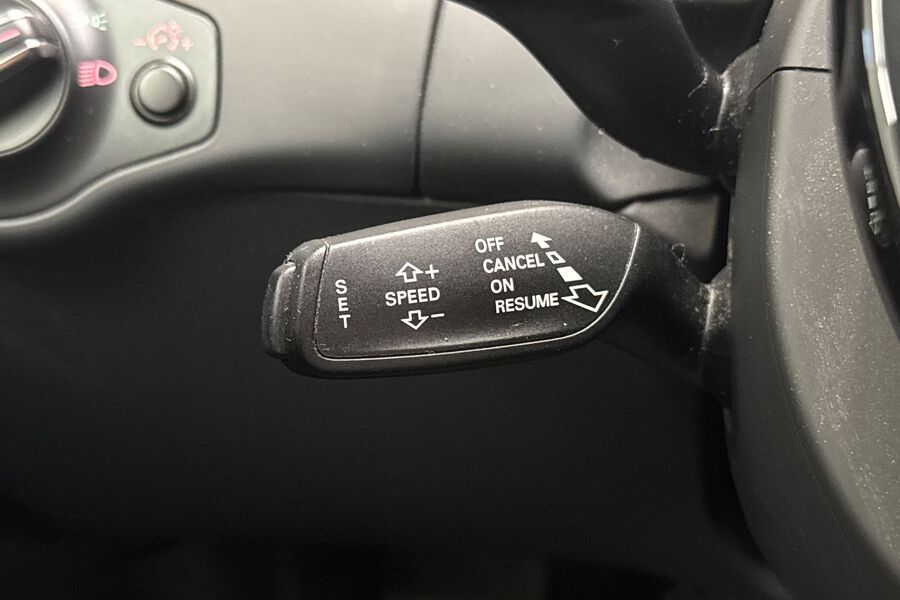 SET
+
SPEED
−
OFF
CANCEL
ON
RESUME